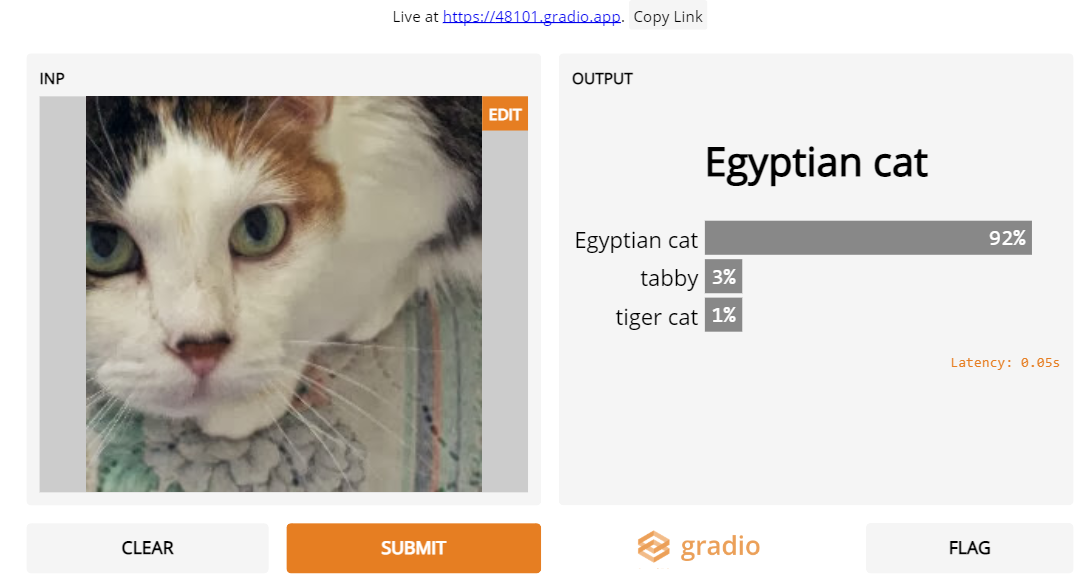 Live at https://48101.gradio.app. Copy Link
INP
EDIT
OUTPUT
Egyptian cat
Egyptian cat 92%
tabby 3%
tiger cat 1%
Latency: 0.05s
CLEAR
SUBMIT
gradio
FLAG